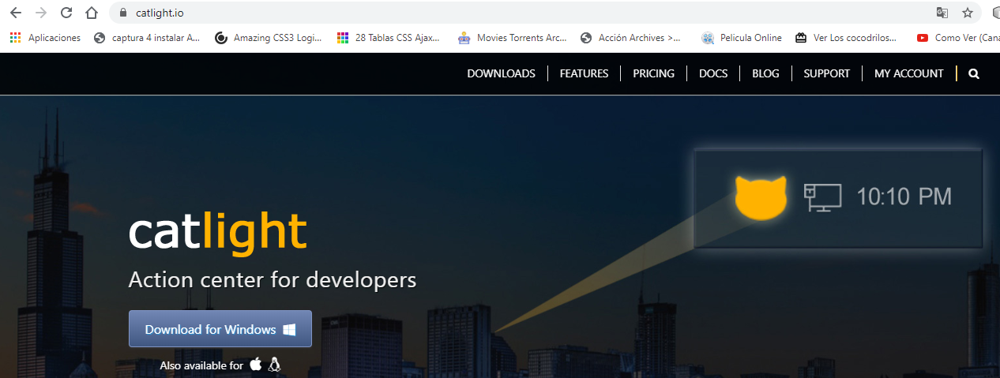 catlight.io
Aplicaciones captura 4 instalar A... Amazing CSS3 Logi... 28 Tablas CSS Ajax... Movies Torrents Arc... Acción Archives >... Pelicula Online Ver Los cocodrilos... Como Ver (Cana
DOWNLOADS FEATURES PRICING DOCS BLOG SUPPORT MY ACCOUNT
10:10 PM
catlight
Action center for developers
Download for Windows
Also available for